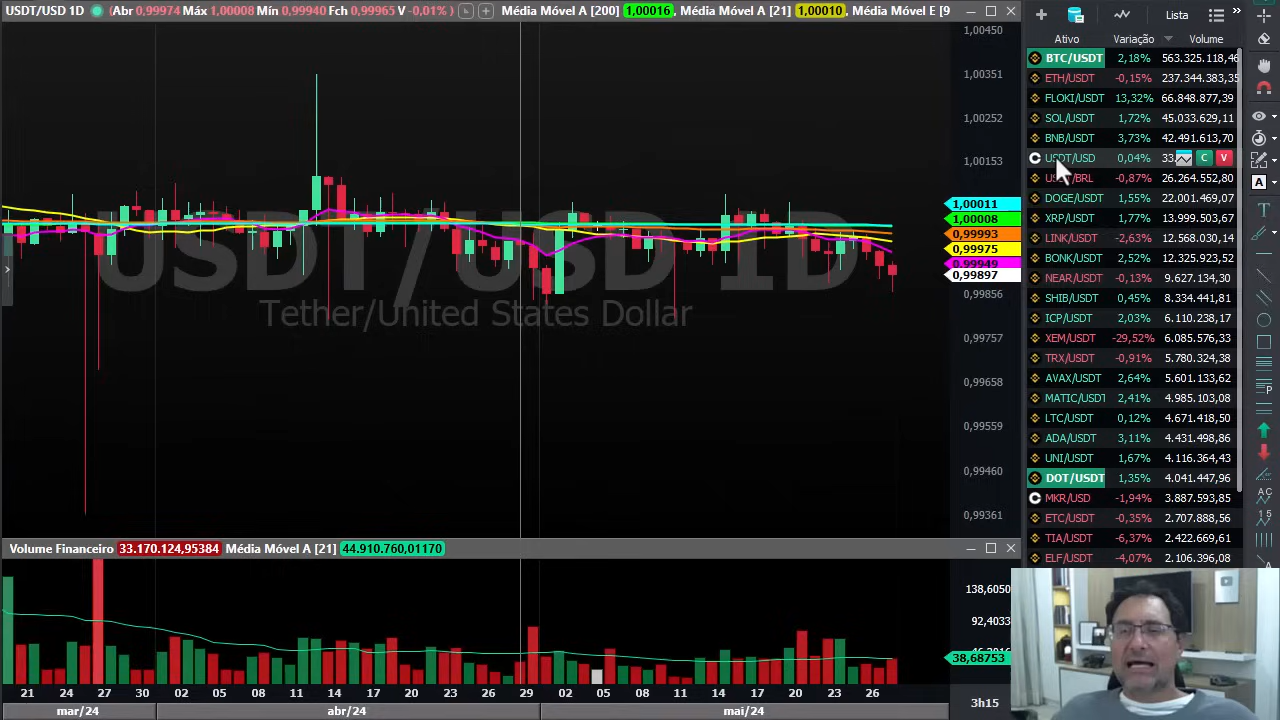 USDT/USD 1D (Abr 0,99974 Máx 1,00008 Mín 0,99940 Fch 0,99965 V -0,01% ) Média Móvel A [200] 1,00016 , Média Móvel A [21] 1,00010 , Média Móvel E [9
1,00450
1,00351
1,00252
1,00153
1,00011
1,00008
0,99993
0,99975
0,99949
0,99897
0,99856
0,99757
0,99658
0,99559
0,99460
0,99361
USDT/USD 1D
Tether/United States Dollar
Volume Financeiro 33.170.124,95384 Média Móvel A [21] 44.910.760,01170
138,6050
92,4033
38,68753
21 24 27 30 02 05 08 11 14 17 20 23 26 29 02 05 08 11 14 17 20 23 26
mar/24 abr/24 mai/24
3h15
Lista
Ativo Variação Volume
BTC/USDT 2,18% 563.325.118,46
ETH/USDT -0,15% 237.344.383,35
FLOKI/USDT 13,32% 66.848.877,39
SOL/USDT 1,72% 45.033.629,11
BNB/USDT 3,73% 42.491.613,70
USDT/USD 0,04% 33. C V
-0,87% 26.264.552,80
DOGE/USDT 1,55% 22.001.469,07
XRP/USDT 1,77% 13.999.503,67
LINK/USDT -2,63% 12.568.030,14
BONK/USDT 2,52% 12.325.923,52
NEAR/USDT -0,13% 9.627.134,30
SHIB/USDT 0,45% 8.334.441,81
ICP/USDT 2,03% 6.110.238,17
XEM/USDT -29,52% 6.085.576,33
TRX/USDT -0,91% 5.780.324,38
AVAX/USDT 2,64% 5.601.133,62
MATIC/USDT 2,41% 4.985.103,08
LTC/USDT 0,12% 4.671.418,50
ADA/USDT 3,11% 4.431.498,86
UNI/USDT 1,67% 4.116.364,43
DOT/USDT 1,35% 4.041.447,96
MKR/USD -1,94% 3.887.593,85
ETC/USDT -0,35% 2.707.888,56
TIA/USDT -6,37% 2.422.669,61
ELF/USDT -4,07% 2.106.396,08
A
T
P
AC
1 5